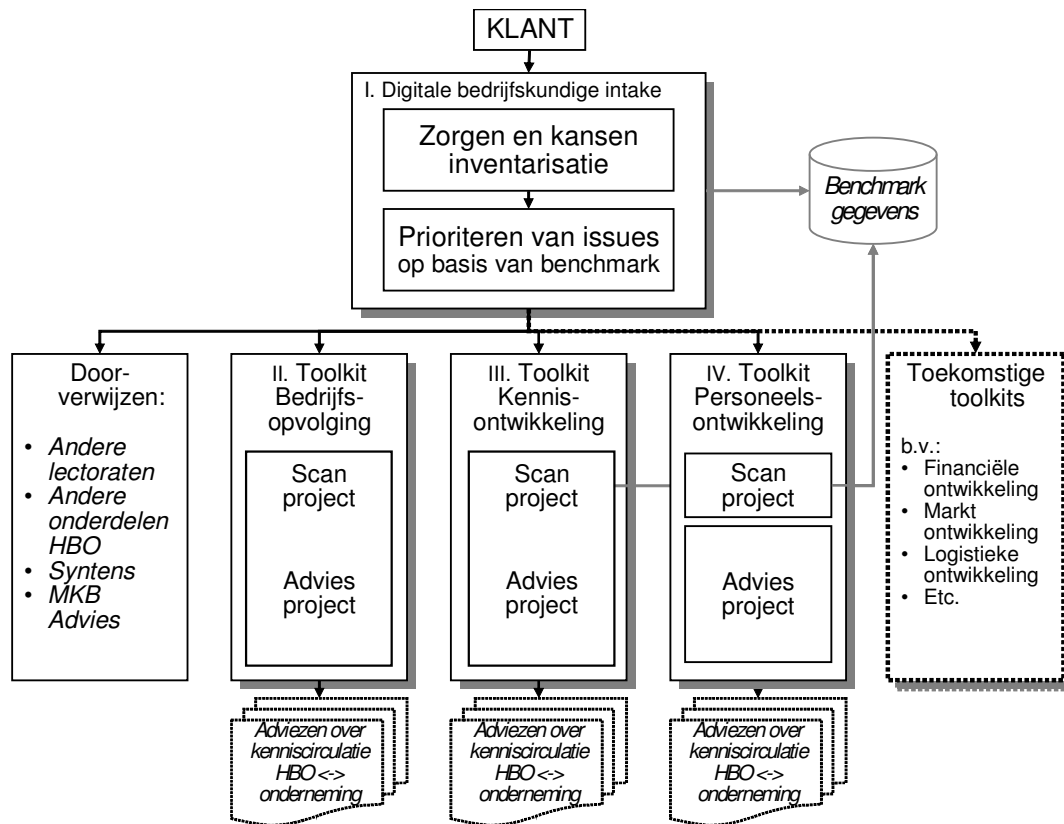 KLANT
I. Digitale bedrijfskundige intake
Zorgen en kansen
inventarisatie
Prioriteren van issues
op basis van benchmark
Benchmark
gegevens
Door-
verwijzen:
• Andere
lectoraten
• Andere
onderdelen
HBO
• Syntens
• MKB
Advies
II. Toolkit
Bedrijfs-
opvolging
Scan
project
Advies
project
III. Toolkit
Kennis-
ontwikkeling
Scan
project
Advies
project
IV. Toolkit
Personeels-
ontwikkeling
Scan
project
Advies
project
Toekomstige
toolkits
b.v.:
• Financiële
ontwikkeling
• Markt
ontwikkeling
• Logistieke
ontwikkeling
• Etc.
Adviezen over
kenniscirculatie
HBO <->
onderneming
Adviezen over
kenniscirculatie
HBO <->
onderneming
Adviezen over
kenniscirculatie
HBO <->
onderneming